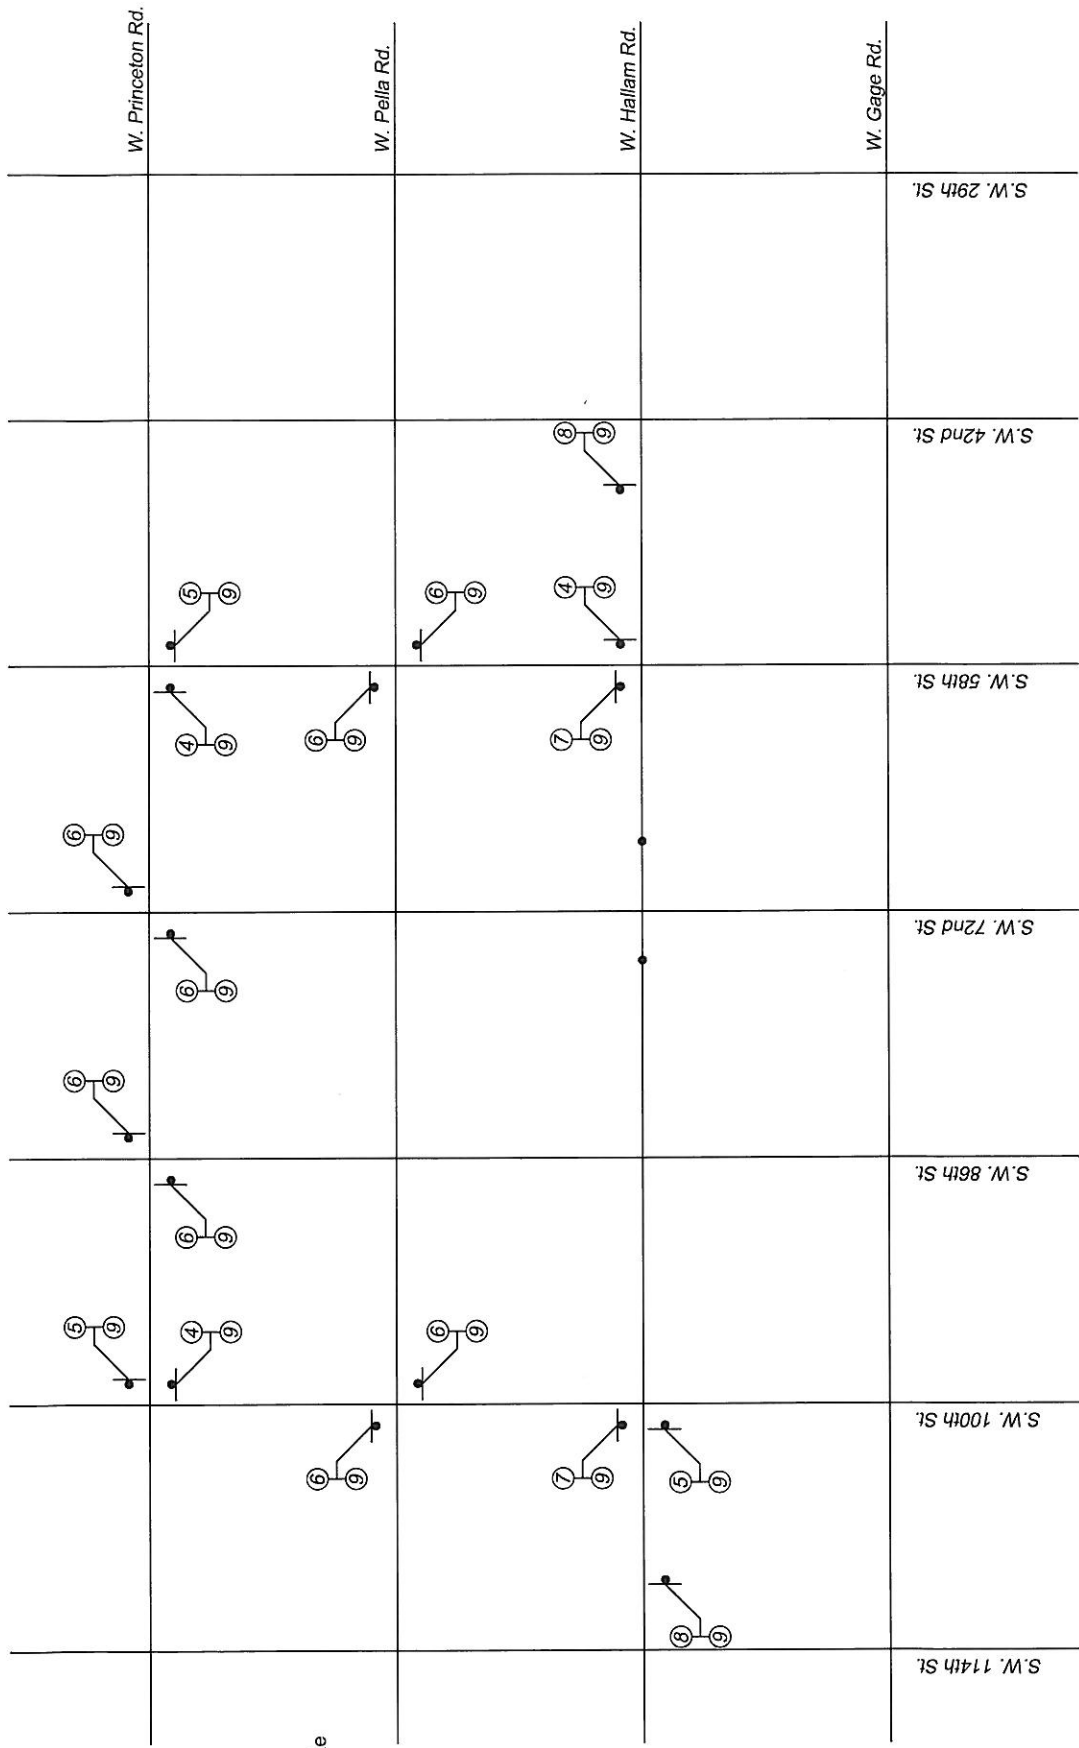 W. Princeton Rd.
W. Pella Rd.
W. Hallam Rd.
W. Gage Rd.
S.W. 29th St.
S.W. 42nd St.
8 9
5 9
6 9
4 9
S.W. 58th St.
4 9
6 9
7 9
6 9
S.W. 72nd St.
6 9
6 9
S.W. 86th St.
6 9
5 9
4 9
6 9
S.W. 100th St.
6 9
7 9
5 9
8 9
S.W. 114th St.
e